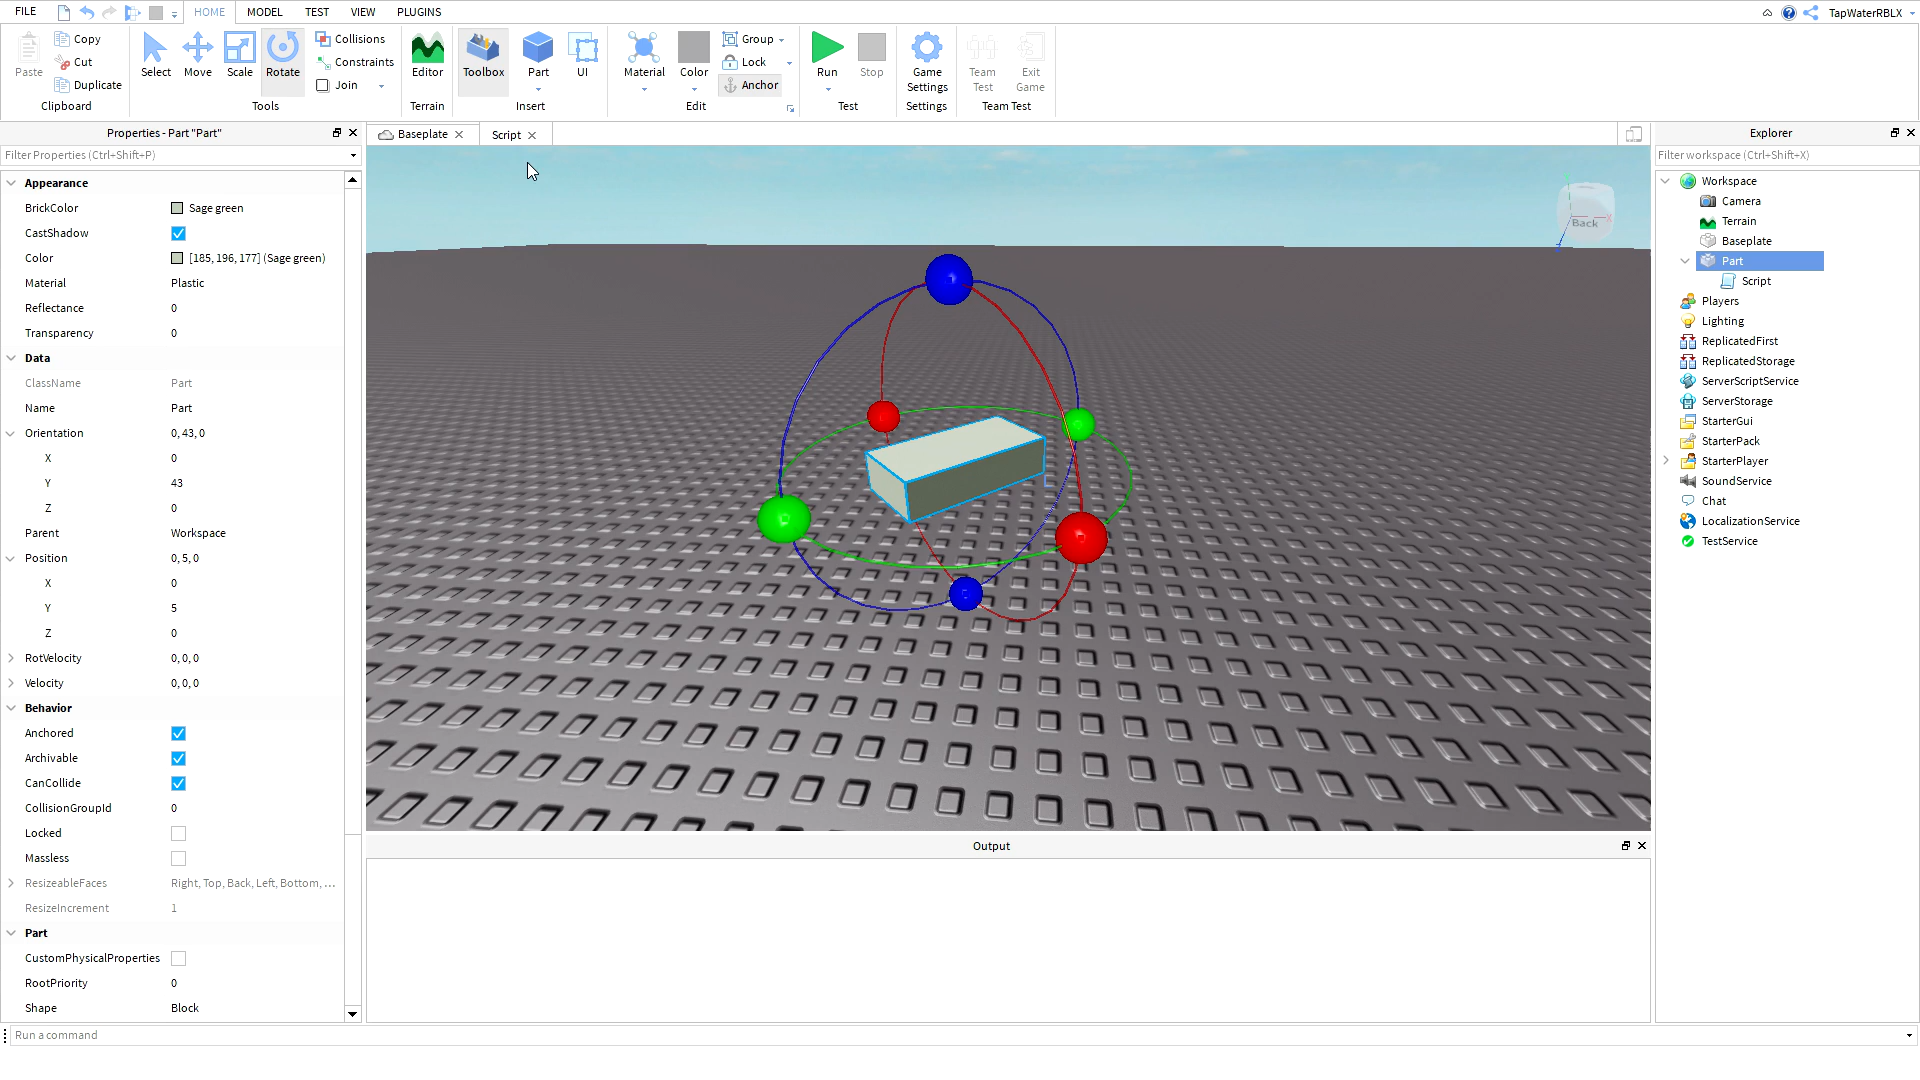 FILE HOME MODEL TEST VIEW PLUGINS TapWaterRBLX
Paste Copy Cut Duplicate Clipboard
Select Move Scale Rotate Collisions Constraints Join Tools
Editor Terrain
Toolbox Part UI Insert
Material Color Group Lock Anchor Edit
Run Stop Test
Game Settings Settings
Team Test Exit Game Team Test
Properties - Part "Part"
Filter Properties (Ctrl+Shift+P)
Appearance
BrickColor Sage green
CastShadow
Color [185, 196, 177] (Sage green)
Material Plastic
Reflectance 0
Transparency 0
Data
ClassName Part
Name Part
Orientation 0, 43, 0
X 0
Y 43
Z 0
Parent Workspace
Position 0, 5, 0
X 0
Y 5
Z 0
RotVelocity 0, 0, 0
Velocity 0, 0, 0
Behavior
Anchored
Archivable
CanCollide
CollisionGroupId 0
Locked
Massless
ResizeableFaces Right, Top, Back, Left, Bottom, ...
ResizeIncrement 1
Part
CustomPhysicalProperties
RootPriority 0
Shape Block
Baseplate Script
Back
Output
Explorer
Filter workspace (Ctrl+Shift+X)
Workspace
Camera
Terrain
Baseplate
Part
Script
Players
Lighting
ReplicatedFirst
ReplicatedStorage
ServerScriptService
ServerStorage
StarterGui
StarterPack
StarterPlayer
SoundService
Chat
LocalizationService
TestService
Run a command